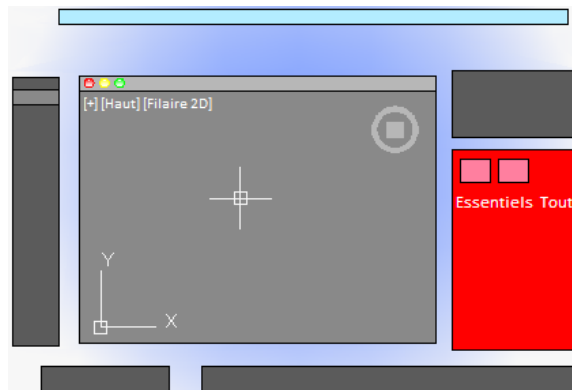 [+] [Haut] [Filaire 2D]
Essentiels Tout
Y
X